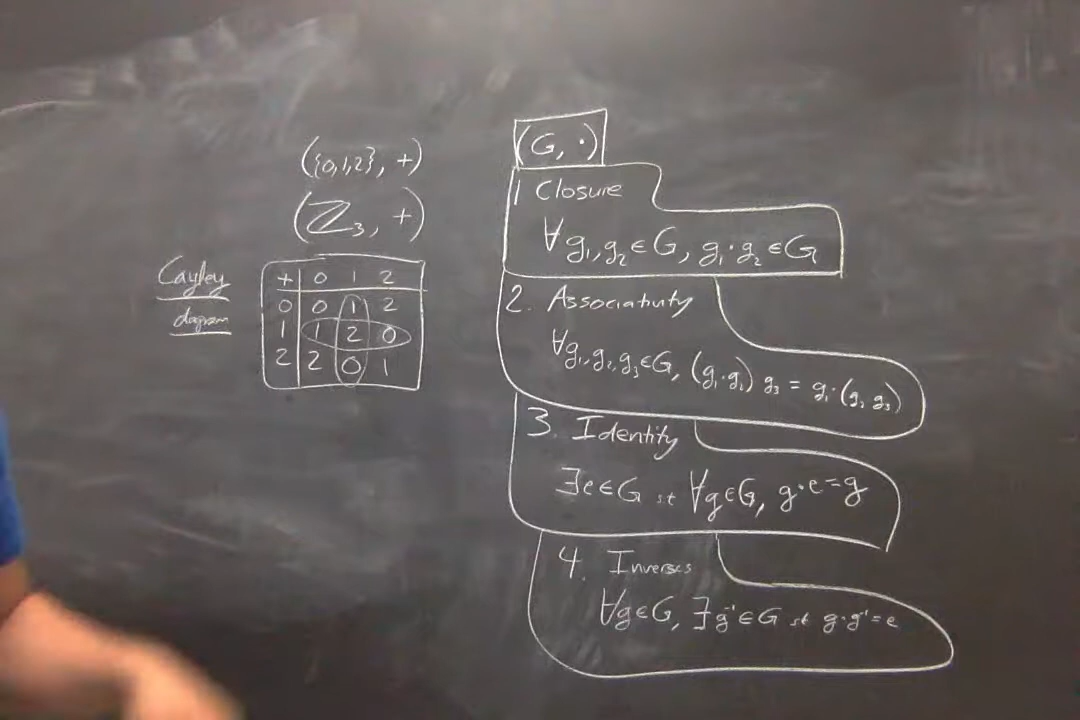 ({0,1,2}, +)
(ℤ₃, +)
Cayley
diagram
+ 0 1 2
0 0 1 2
1 1 2 0
2 2 0 1
(G, ·)
1 Closure
∀ g₁, g₂ ∈ G, g₁ · g₂ ∈ G
2. Associativity
∀ g₁, g₂, g₃ ∈ G, (g₁ · g₂) g₃ = g₁ · (g₂ g₃)
3. Identity
∃ e ∈ G st ∀ g ∈ G, g · e = g
4. Inverses
∀ g ∈ G, ∃ g⁻¹ ∈ G st g · g⁻¹ = e